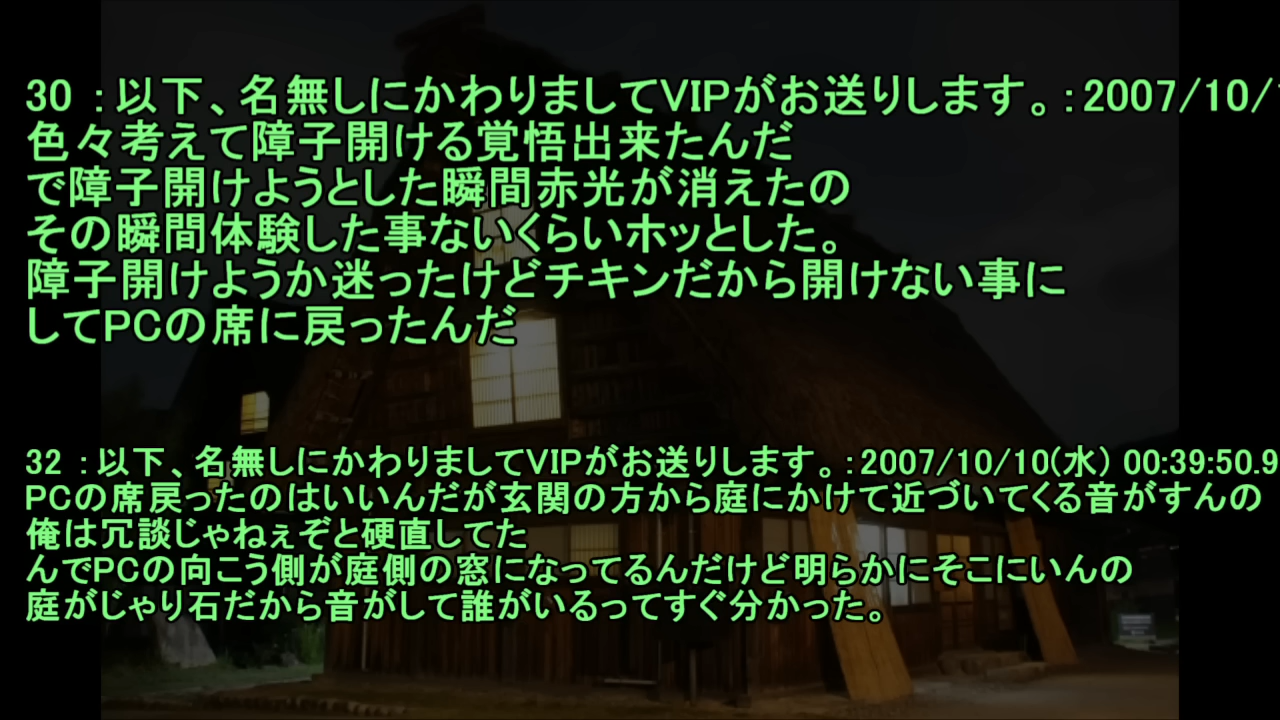 30 ：以下、名無しにかわりましてVIPがお送りします。：2007/10/
色々考えて障子開ける覚悟出来たんだ
で障子開けようとした瞬間赤光が消えたの
その瞬間体験した事ないくらいホッとした。
障子開けようか迷ったけどチキンだから開けない事に
してPCの席に戻ったんだ
32 ：以下、名無しにかわりましてVIPがお送りします。：2007/10/10(水) 00:39:50.9
PCの席戻ったのはいいんだが玄関の方から庭にかけて近づいてくる音がすんの
俺は冗談じゃねぇぞと硬直してた
んでPCの向こう側が庭側の窓になってるんだけど明らかにそこにいんの
庭がじゃり石だから音がして誰がいるってすぐ分かった。